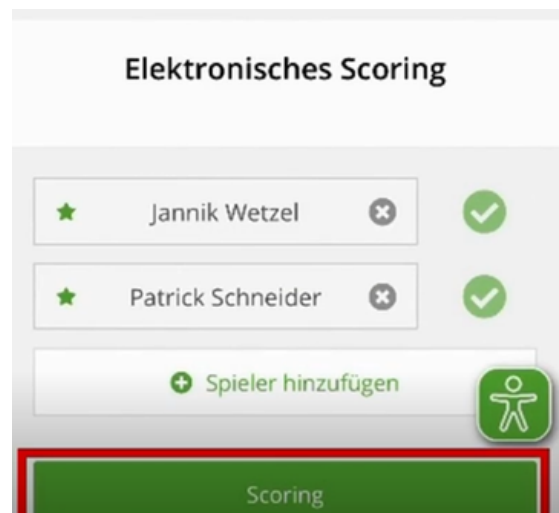 Elektronisches Scoring
Jannik Wetzel
Patrick Schneider
Spieler hinzufügen
Scoring